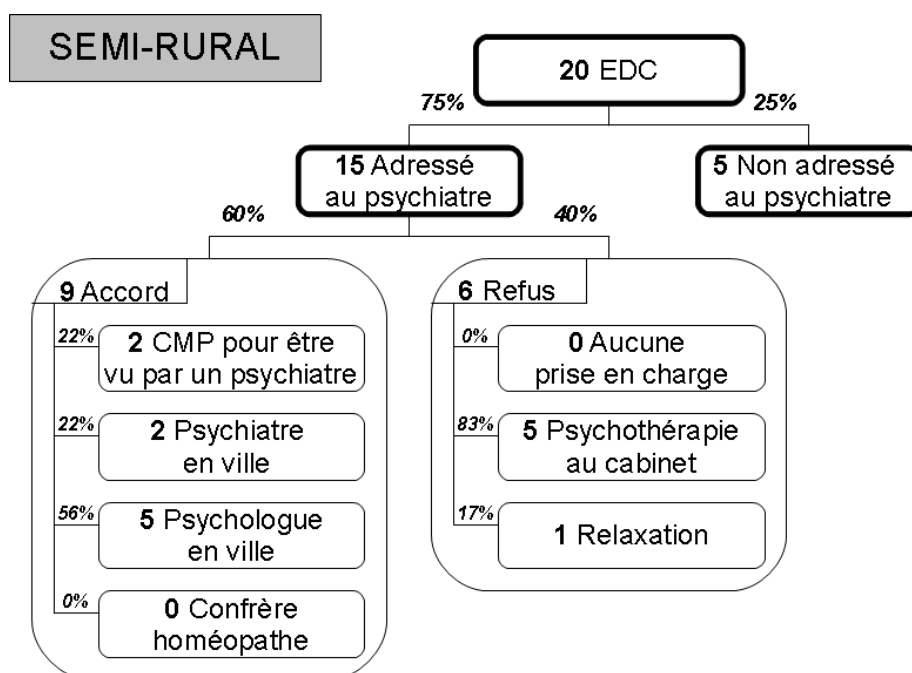 SEMI-RURAL
20 EDC
75%
25%
15 Adressé
au psychiatre
5 Non adressé
au psychiatre
60%
40%
9 Accord
22%
2 CMP pour être
vu par un psychiatre
22%
2 Psychiatre
en ville
56%
5 Psychologue
en ville
0%
0 Confrère
homéopathe
6 Refus
0%
0 Aucune
prise en charge
83%
5 Psychothérapie
au cabinet
17%
1 Relaxation